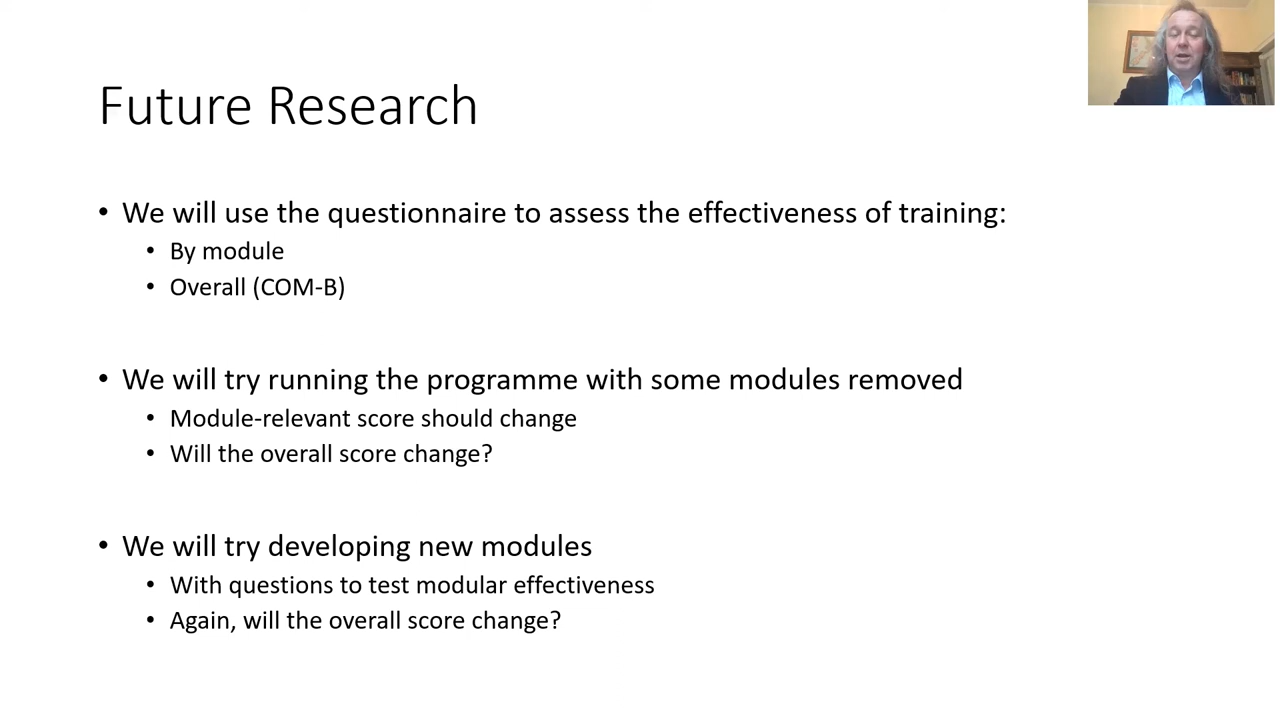 Future Research
• We will use the questionnaire to assess the effectiveness of training:
• By module
• Overall (COM-B)
• We will try running the programme with some modules removed
• Module-relevant score should change
• Will the overall score change?
• We will try developing new modules
• With questions to test modular effectiveness
• Again, will the overall score change?